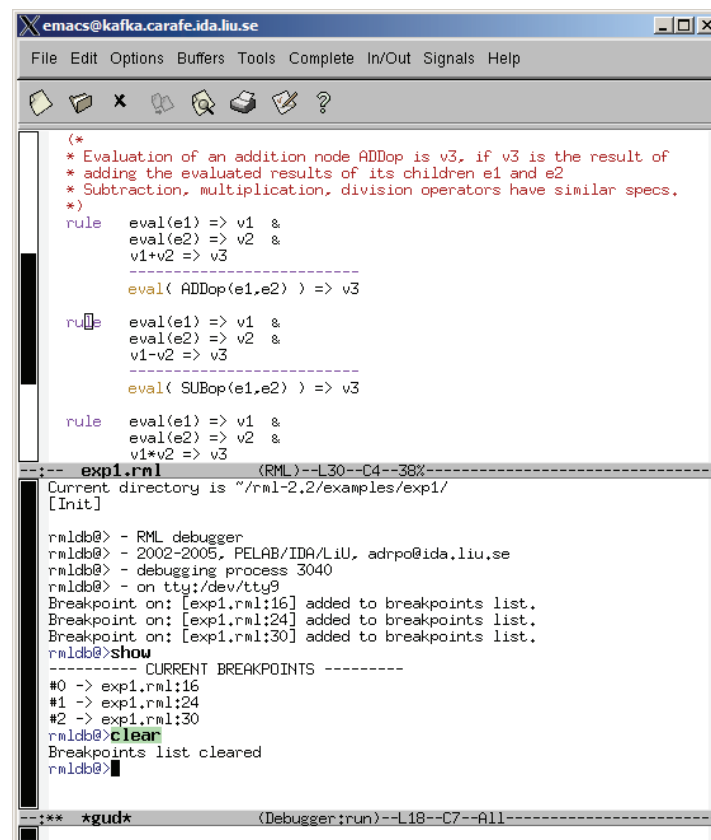 emacs@kafka.carafe.ida.liu.se
File Edit Options Buffers Tools Complete In/Out Signals Help
(*
* Evaluation of an addition node ADDop is v3, if v3 is the result of
* adding the evaluated results of its children e1 and e2
* Subtraction, multiplication, division operators have similar specs.
*)
rule eval(e1) => v1 &
eval(e2) => v2 &
v1+v2 => v3
---------------------------
eval( ADDop(e1,e2) ) => v3
rule eval(e1) => v1 &
eval(e2) => v2 &
v1-v2 => v3
---------------------------
eval( SUBop(e1,e2) ) => v3
rule eval(e1) => v1 &
eval(e2) => v2 &
v1*v2 => v3
--:-- exp1.rml (RML)--L30--C4--38%----------------------------------
Current directory is ~/rml-2.2/examples/exp1/
[Init]
rmldb@> - RML debugger
rmldb@> - 2002-2005, PELAB/IDA/LiU, adrpo@ida.liu.se
rmldb@> - debugging process 3040
rmldb@> - on tty:/dev/tty9
Breakpoint on: [exp1.rml:16] added to breakpoints list.
Breakpoint on: [exp1.rml:24] added to breakpoints list.
Breakpoint on: [exp1.rml:30] added to breakpoints list.
rmldb@>show
---------- CURRENT BREAKPOINTS ---------
#0 -> exp1.rml:16
#1 -> exp1.rml:24
#2 -> exp1.rml:30
rmldb@>clear
Breakpoints list cleared
rmldb@>
--:** *gud* (Debugger:run)--L18--C7--All------------------------